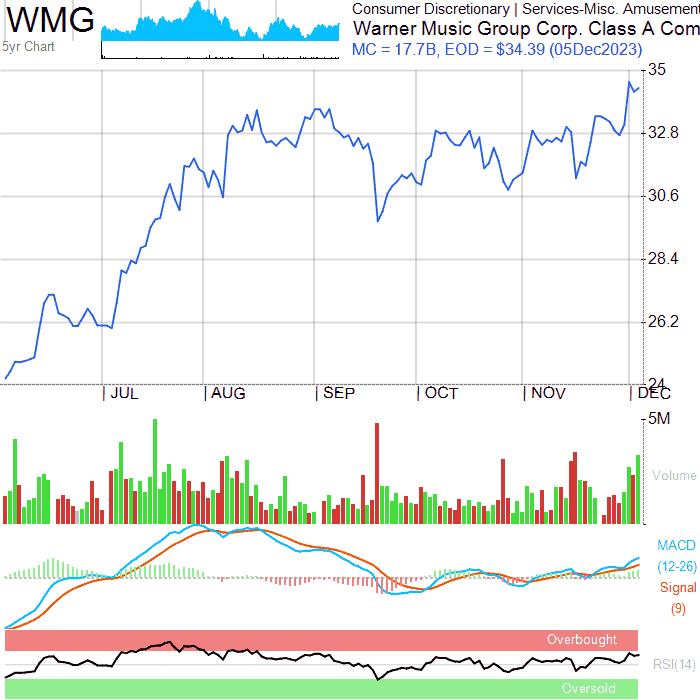 WMG
5yr Chart
Consumer Discretionary | Services-Misc. Amusement
Warner Music Group Corp. Class A Com
MC = 17.7B, EOD = $34.39 (05Dec2023)
35
32.8
30.6
28.4
26.2
24
JUL AUG SEP OCT NOV DEC
5M
Volume
MACD
(12-26)
Signal
(9)
Overbought
RSI(14)
Oversold